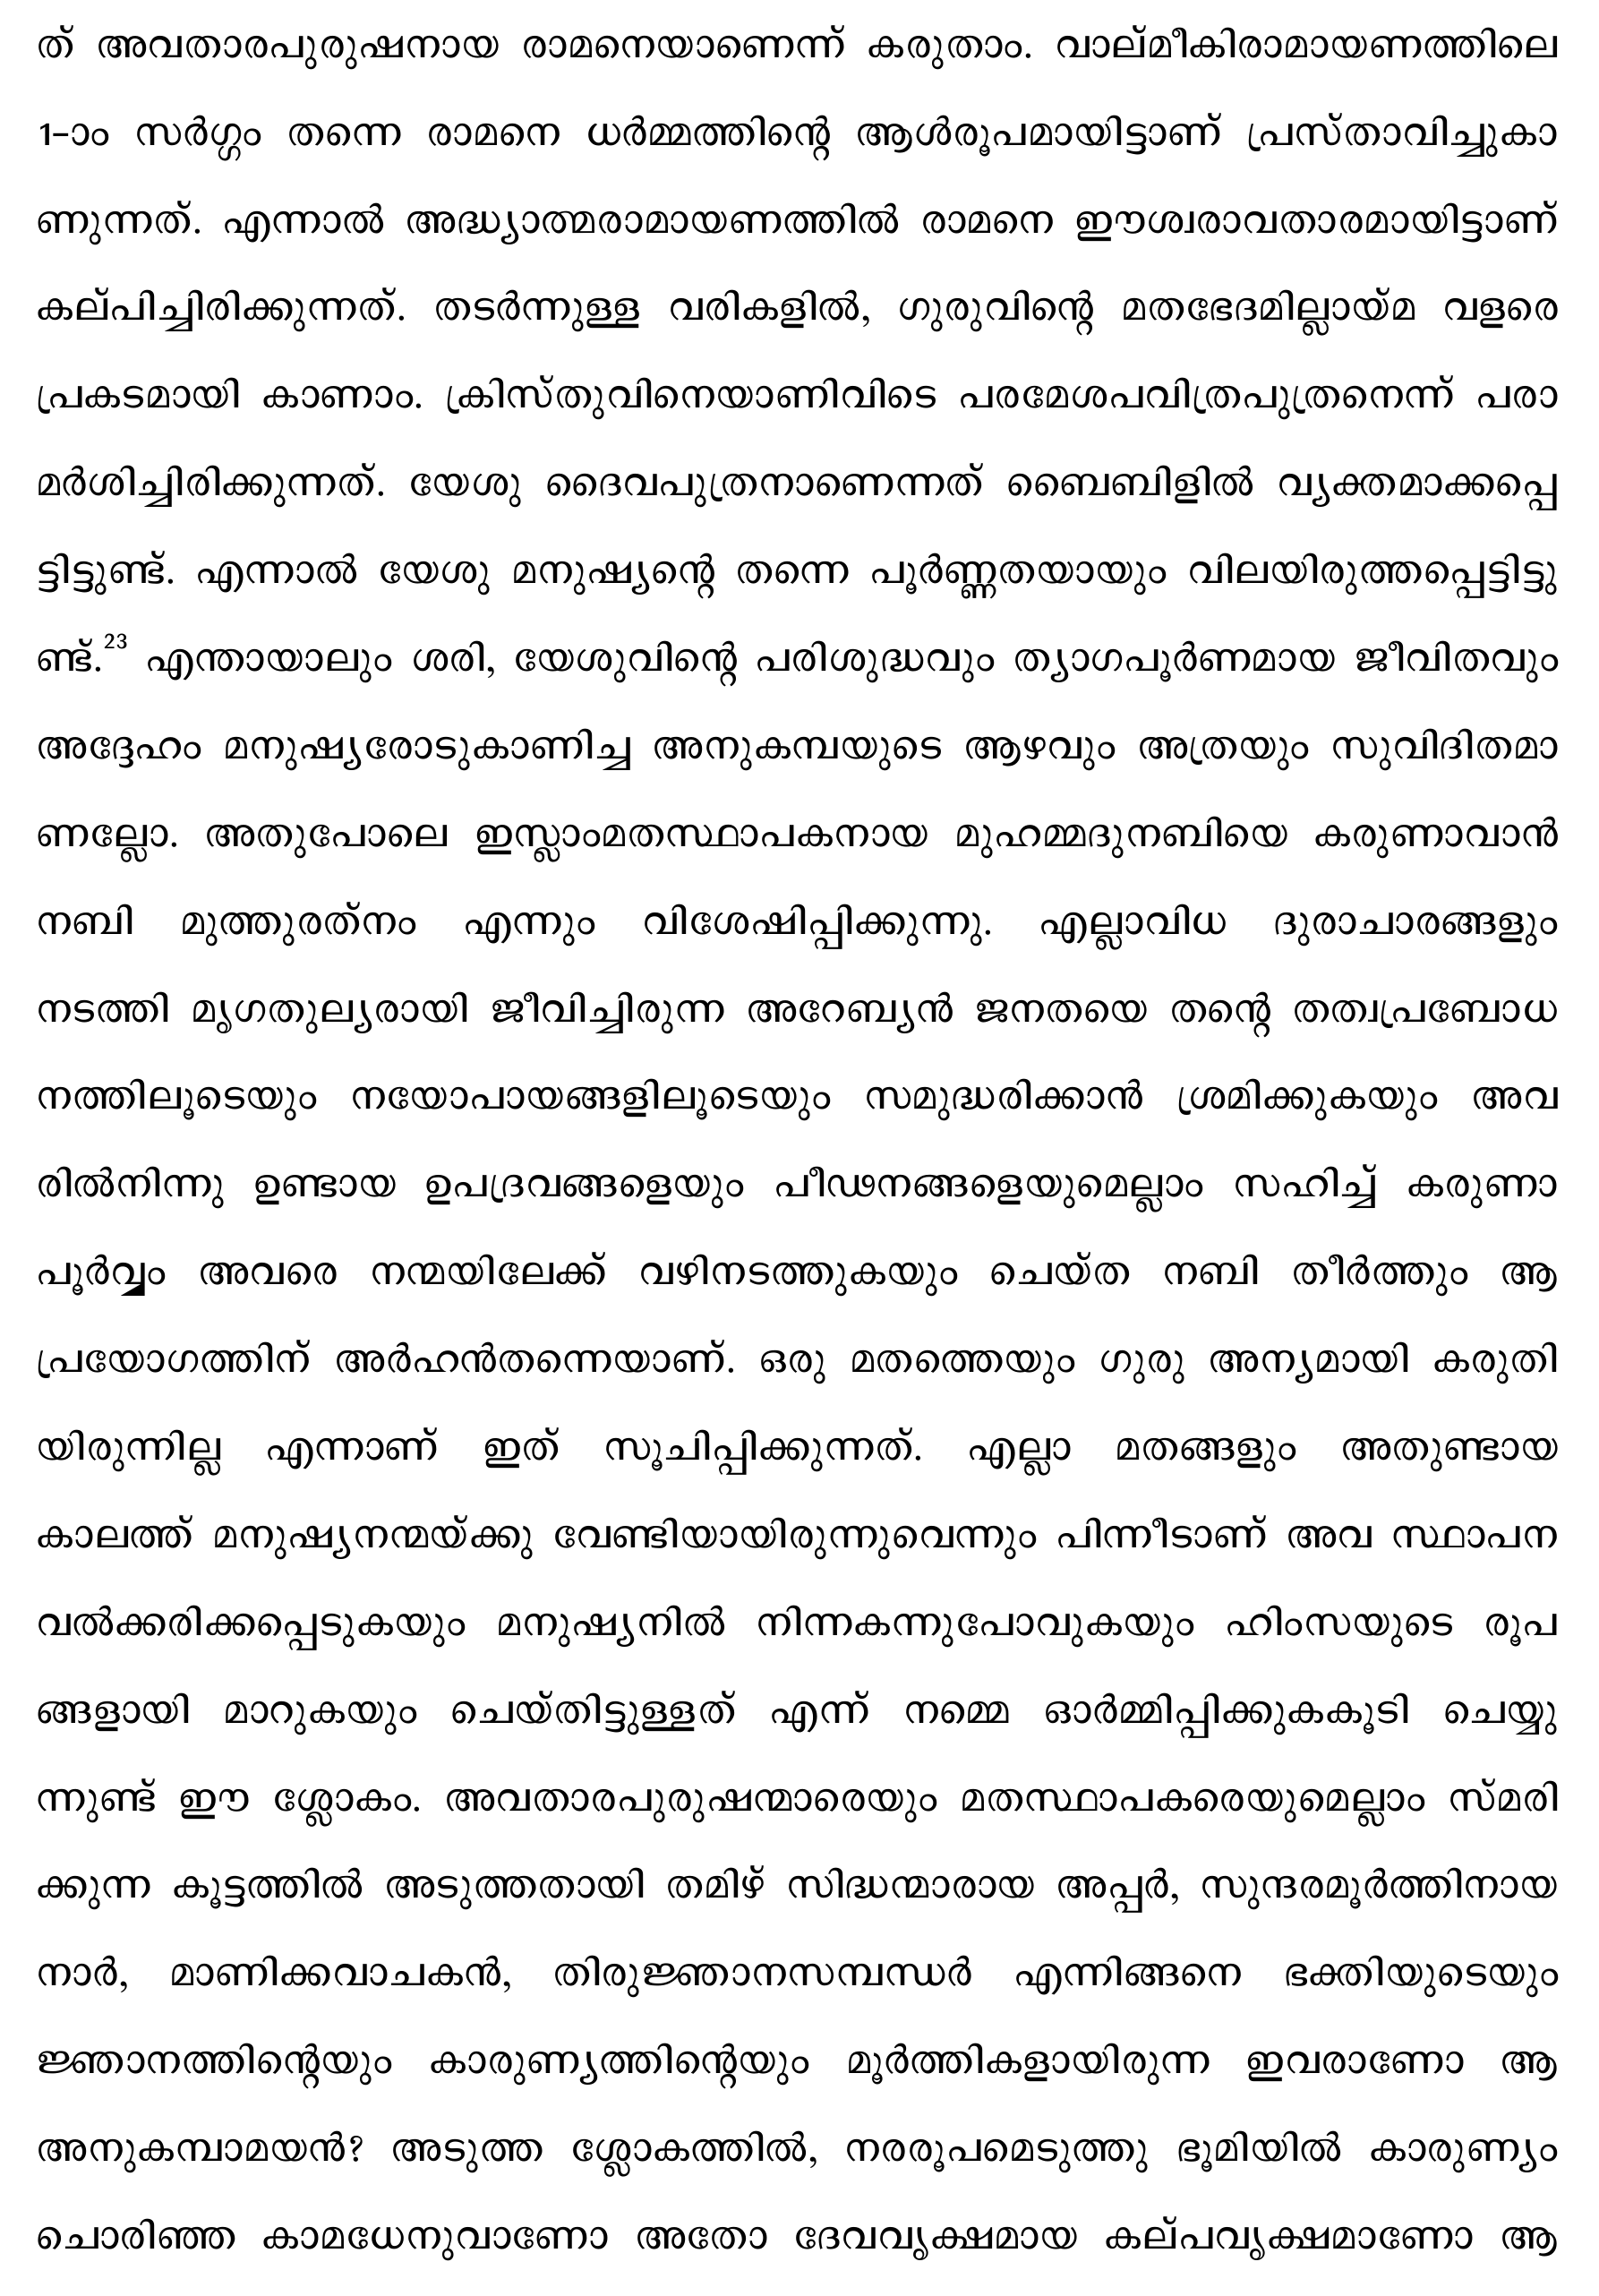 ത് അവതാരപുരുഷനായ രാമനെയാണെന്ന് കരുതാം. വാല്മീകിരാമായണത്തിലെ
1-ാം സർഗ്ഗം തന്നെ രാമനെ ധർമ്മത്തിന്റെ ആൾരൂപമായിട്ടാണ് പ്രസ്താവിച്ചുകാ
ണുന്നത്. എന്നാൽ അദ്ധ്യാത്മരാമായണത്തിൽ രാമനെ ഈശ്വരാവതാരമായിട്ടാണ്
കല്പിച്ചിരിക്കുന്നത്. തടർന്നുള്ള വരികളിൽ, ഗുരുവിന്റെ മതഭേദമില്ലായ്മ വളരെ
പ്രകടമായി കാണാം. ക്രിസ്തുവിനെയാണിവിടെ പരമേശപവിത്രപുത്രനെന്ന് പരാ
മർശിച്ചിരിക്കുന്നത്. യേശു ദൈവപുത്രനാണെന്നത് ബൈബിളിൽ വ്യക്തമാക്കപ്പെ
ട്ടിട്ടുണ്ട്. എന്നാൽ യേശു മനുഷ്യന്റെ തന്നെ പൂർണ്ണതയായും വിലയിരുത്തപ്പെട്ടിട്ടു
ണ്ട്.23 എന്തായാലും ശരി, യേശുവിന്റെ പരിശുദ്ധവും ത്യാഗപൂർണമായ ജീവിതവും
അദ്ദേഹം മനുഷ്യരോടുകാണിച്ച അനുകമ്പയുടെ ആഴവും അത്രയും സുവിദിതമാ
ണല്ലോ. അതുപോലെ ഇസ്ലാംമതസ്ഥാപകനായ മുഹമ്മദുനബിയെ കരുണാവാൻ
നബി മുത്തുരത്നം എന്നും വിശേഷിപ്പിക്കുന്നു. എല്ലാവിധ ദുരാചാരങ്ങളും
നടത്തി മൃഗതുല്യരായി ജീവിച്ചിരുന്ന അറേബ്യൻ ജനതയെ തന്റെ തത്വപ്രബോധ
നത്തിലൂടെയും നയോപായങ്ങളിലൂടെയും സമുദ്ധരിക്കാൻ ശ്രമിക്കുകയും അവ
രിൽനിന്നു ഉണ്ടായ ഉപദ്രവങ്ങളെയും പീഢനങ്ങളെയുമെല്ലാം സഹിച്ച് കരുണാ
പൂർവ്വം അവരെ നന്മയിലേക്ക് വഴിനടത്തുകയും ചെയ്ത നബി തീർത്തും ആ
പ്രയോഗത്തിന് അർഹൻതന്നെയാണ്. ഒരു മതത്തെയും ഗുരു അന്യമായി കരുതി
യിരുന്നില്ല എന്നാണ് ഇത് സൂചിപ്പിക്കുന്നത്. എല്ലാ മതങ്ങളും അതുണ്ടായ
കാലത്ത് മനുഷ്യനന്മയ്ക്കു വേണ്ടിയായിരുന്നുവെന്നും പിന്നീടാണ് അവ സ്ഥാപന
വൽക്കരിക്കപ്പെടുകയും മനുഷ്യനിൽ നിന്നകന്നുപോവുകയും ഹിംസയുടെ രൂപ
ങ്ങളായി മാറുകയും ചെയ്തിട്ടുള്ളത് എന്ന് നമ്മെ ഓർമ്മിപ്പിക്കുകകൂടി ചെയ്യു
ന്നുണ്ട് ഈ ശ്ലോകം. അവതാരപുരുഷന്മാരെയും മതസ്ഥാപകരെയുമെല്ലാം സ്മരി
ക്കുന്ന കൂട്ടത്തിൽ അടുത്തതായി തമിഴ് സിദ്ധന്മാരായ അപ്പർ, സുന്ദരമൂർത്തിനായ
നാർ, മാണിക്കവാചകൻ, തിരുജ്ഞാനസമ്പന്ധർ എന്നിങ്ങനെ ഭക്തിയുടെയും
ജ്ഞാനത്തിന്റെയും കാരുണ്യത്തിന്റെയും മൂർത്തികളായിരുന്ന ഇവരാണോ ആ
അനുകമ്പാമയൻ? അടുത്ത ശ്ലോകത്തിൽ, നരരൂപമെടുത്തു ഭൂമിയിൽ കാരുണ്യം
ചൊരിഞ്ഞ കാമധേനുവാണോ അതോ ദേവവൃക്ഷമായ കല്പവൃക്ഷമാണോ ആ